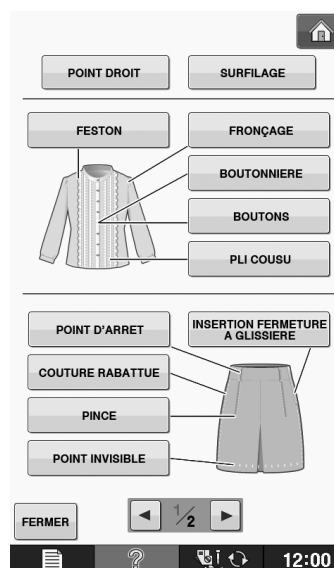 POINT DROIT
SURFILAGE
FESTON
FRONÇAGE
BOUTONNIERE
BOUTONS
PLI COUSU
POINT D'ARRET
INSERTION FERMETURE
A GLISSIERE
COUTURE RABATTUE
PINCE
POINT INVISIBLE
FERMER
1/2
12:00